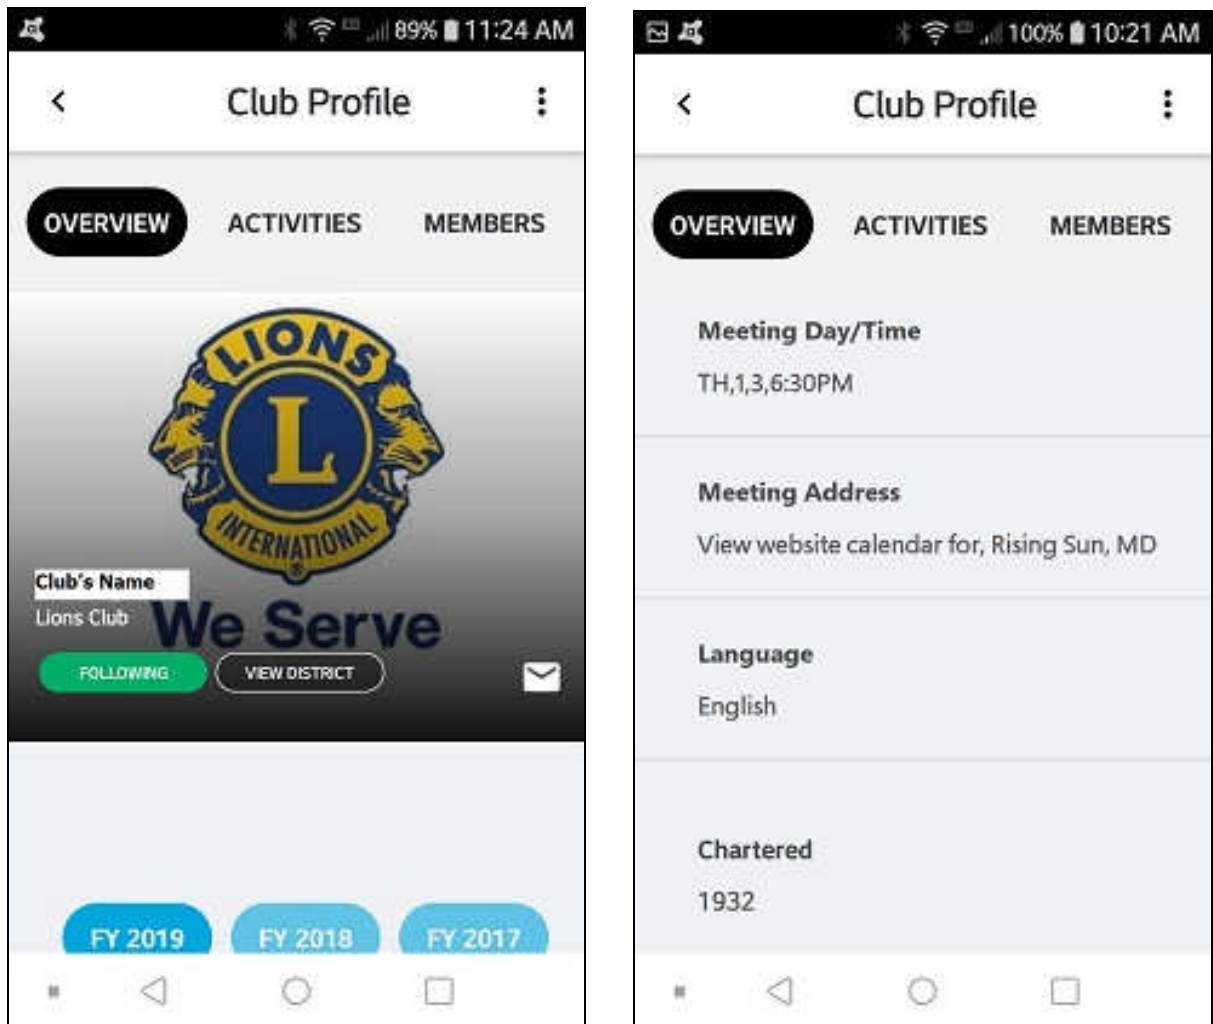 89% 11:24 AM
Club Profile
OVERVIEW ACTIVITIES MEMBERS
LIONS
L
INTERNATIONAL
®
Club's Name
Lions Club
We Serve
FOLLOWING VIEW DISTRICT
FY 2019 FY 2018 FY 2017
100% 10:21 AM
Club Profile
OVERVIEW ACTIVITIES MEMBERS
Meeting Day/Time
TH,1,3,6:30PM
Meeting Address
View website calendar for, Rising Sun, MD
Language
English
Chartered
1932